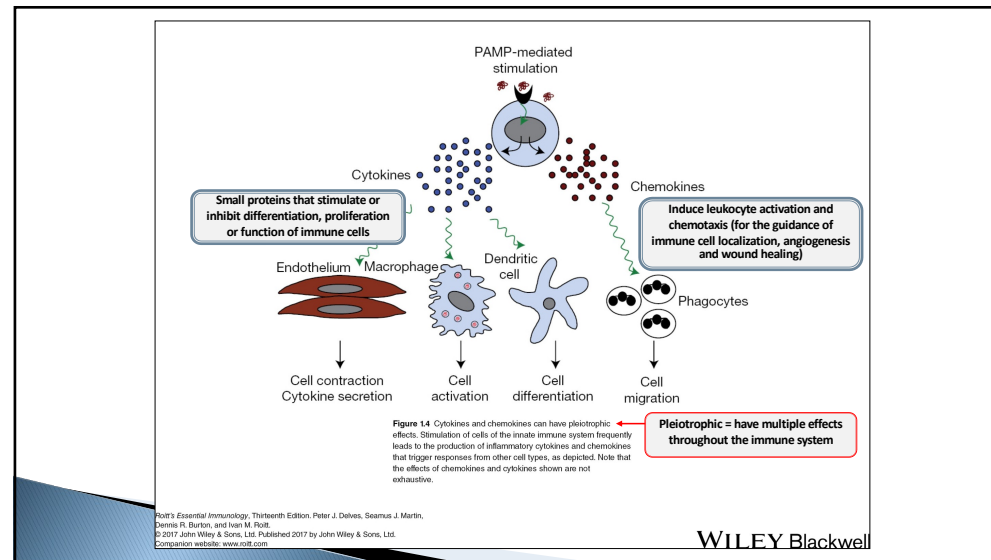 PAMP-mediated
stimulation
Cytokines
Chemokines
Small proteins that stimulate or
inhibit differentiation, proliferation
or function of immune cells
Induce leukocyte activation and
chemotaxis (for the guidance of
immune cell localization, angiogenesis
and wound healing)
Endothelium
Macrophage
Dendritic
cell
Phagocytes
Cell contraction
Cytokine secretion
Cell
activation
Cell
differentiation
Cell
migration
Figure 1.4 Cytokines and chemokines can have pleiotrophic
effects. Stimulation of cells of the innate immune system frequently
leads to the production of inflammatory cytokines and chemokines
that trigger responses from other cell types, as depicted. Note that
the effects of chemokines and cytokines shown are not
exhaustive.
Pleiotrophic = have multiple effects
throughout the immune system
Roitt's Essential Immunology, Thirteenth Edition. Peter J. Delves, Seamus J. Martin,
Dennis R. Burton, and Ivan M. Roitt.
© 2017 John Wiley & Sons, Ltd. Published 2017 by John Wiley & Sons, Ltd.
Companion website: www.roitt.com
WILEY Blackwell